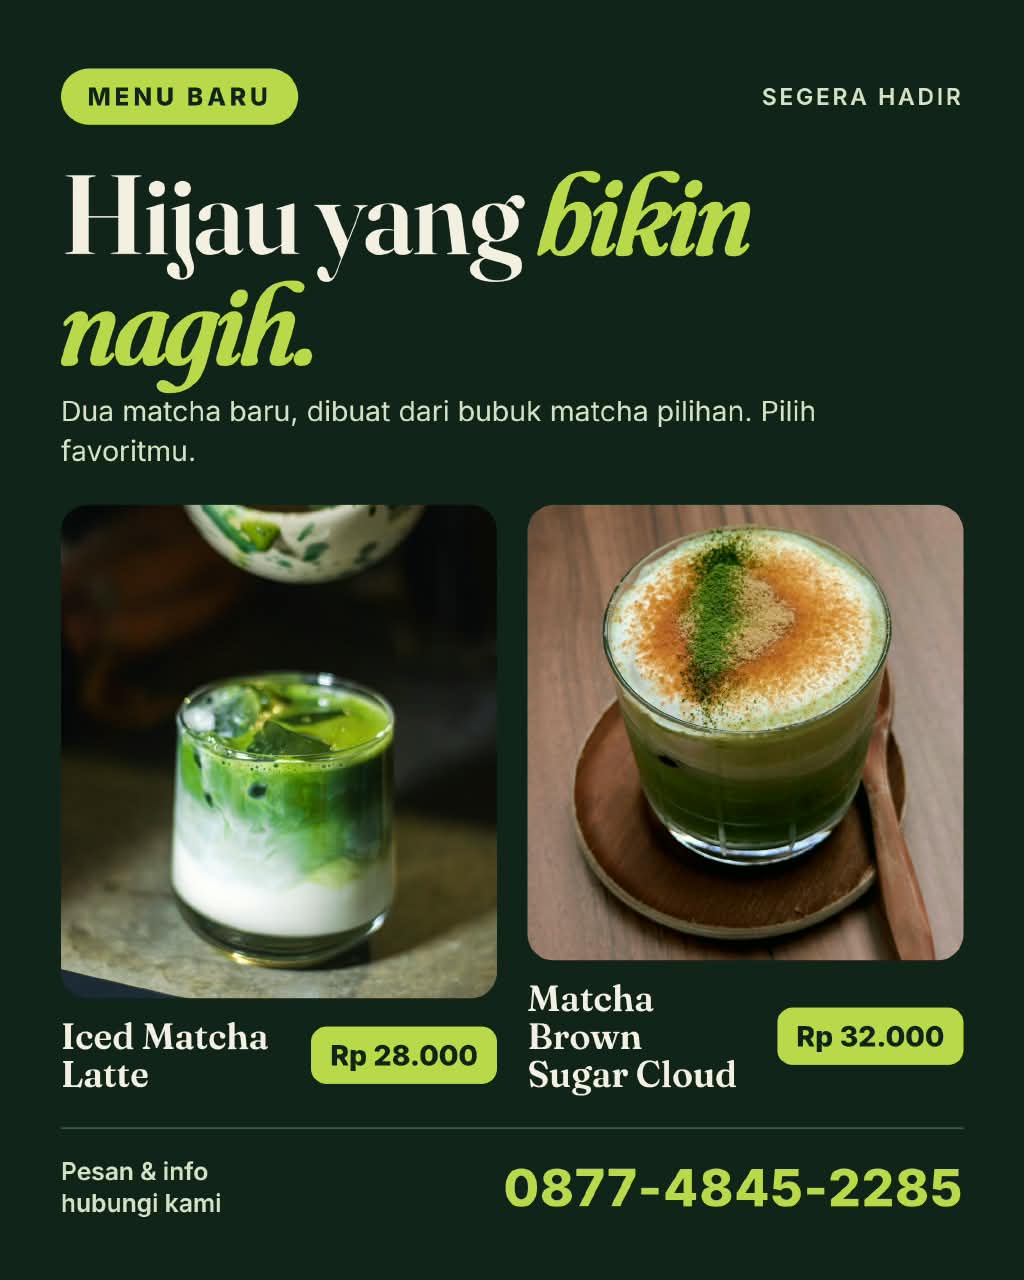 MENU BARU
SEGERA HADIR
Hijau yang bikin
nagih.
Dua matcha baru, dibuat dari bubuk matcha pilihan. Pilih
favoritmu.
Iced Matcha
Latte
Rp 28.000
Matcha
Brown
Sugar Cloud
Rp 32.000
Pesan & info
hubungi kami
0877-4845-2285